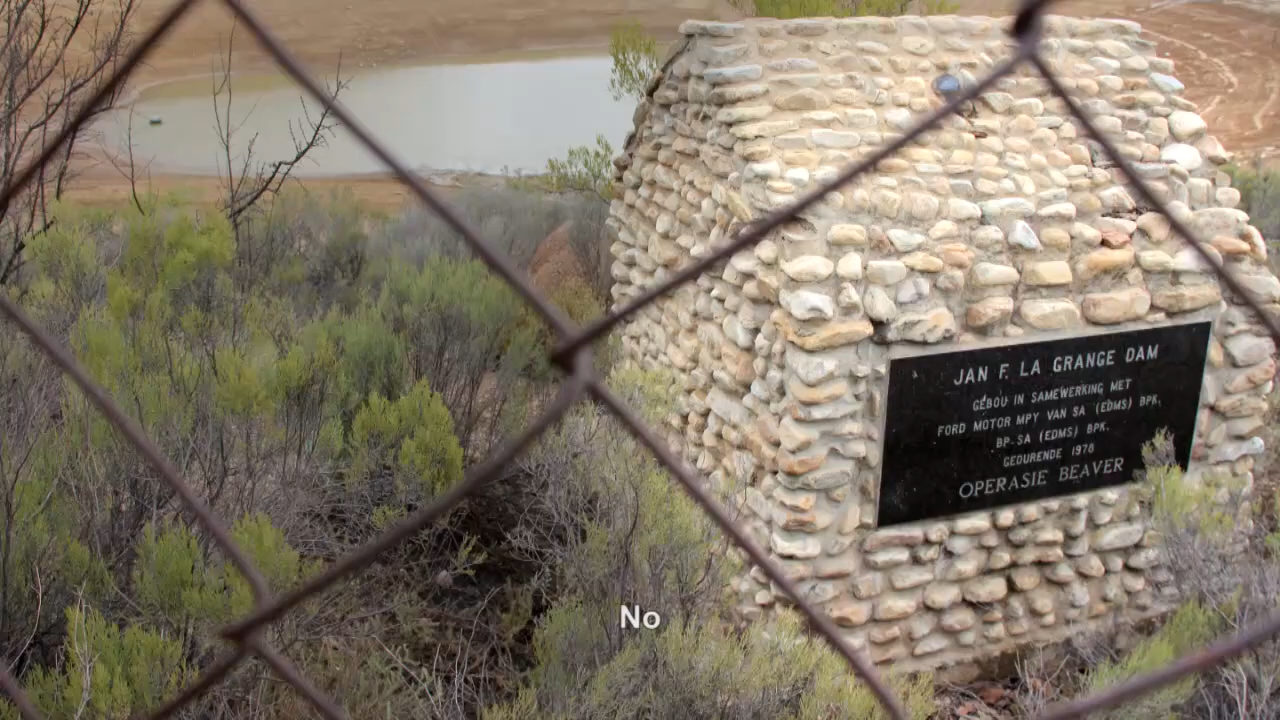 JAN F. LA GRANGE DAM
GEBOU IN SAMEWERKING MET
FORD MOTOR MPY VAN SA (EDMS) BPK.
BP-SA (EDMS) BPK.
GEDURENDE 1978
OPERASIE BEAVER
No